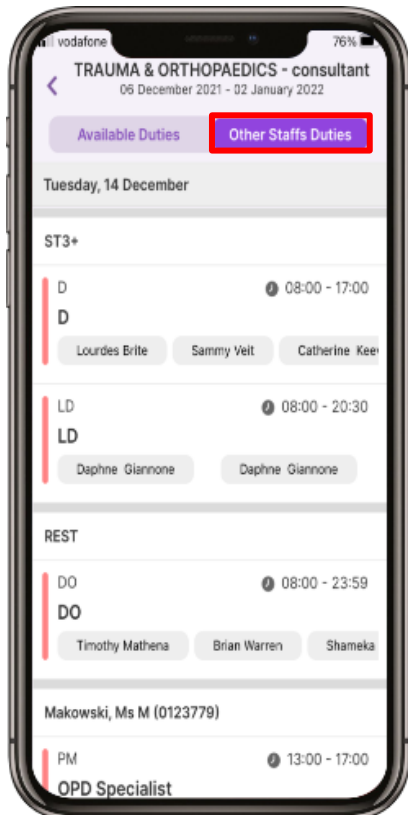 vodafone 76%
TRAUMA & ORTHOPAEDICS - consultant
06 December 2021 - 02 January 2022
Available Duties Other Staffs Duties
Tuesday, 14 December
ST3+
D 08:00 - 17:00
D
Lourdes Brite Sammy Veit Catherine
LD 08:00 - 20:30
LD
Daphne Giannone Daphne Giannone
REST
DO 08:00 - 23:59
DO
Timothy Mathena Brian Warren Shameka
Makowski, Ms M (0123779)
PM 13:00 - 17:00
OPD Specialist